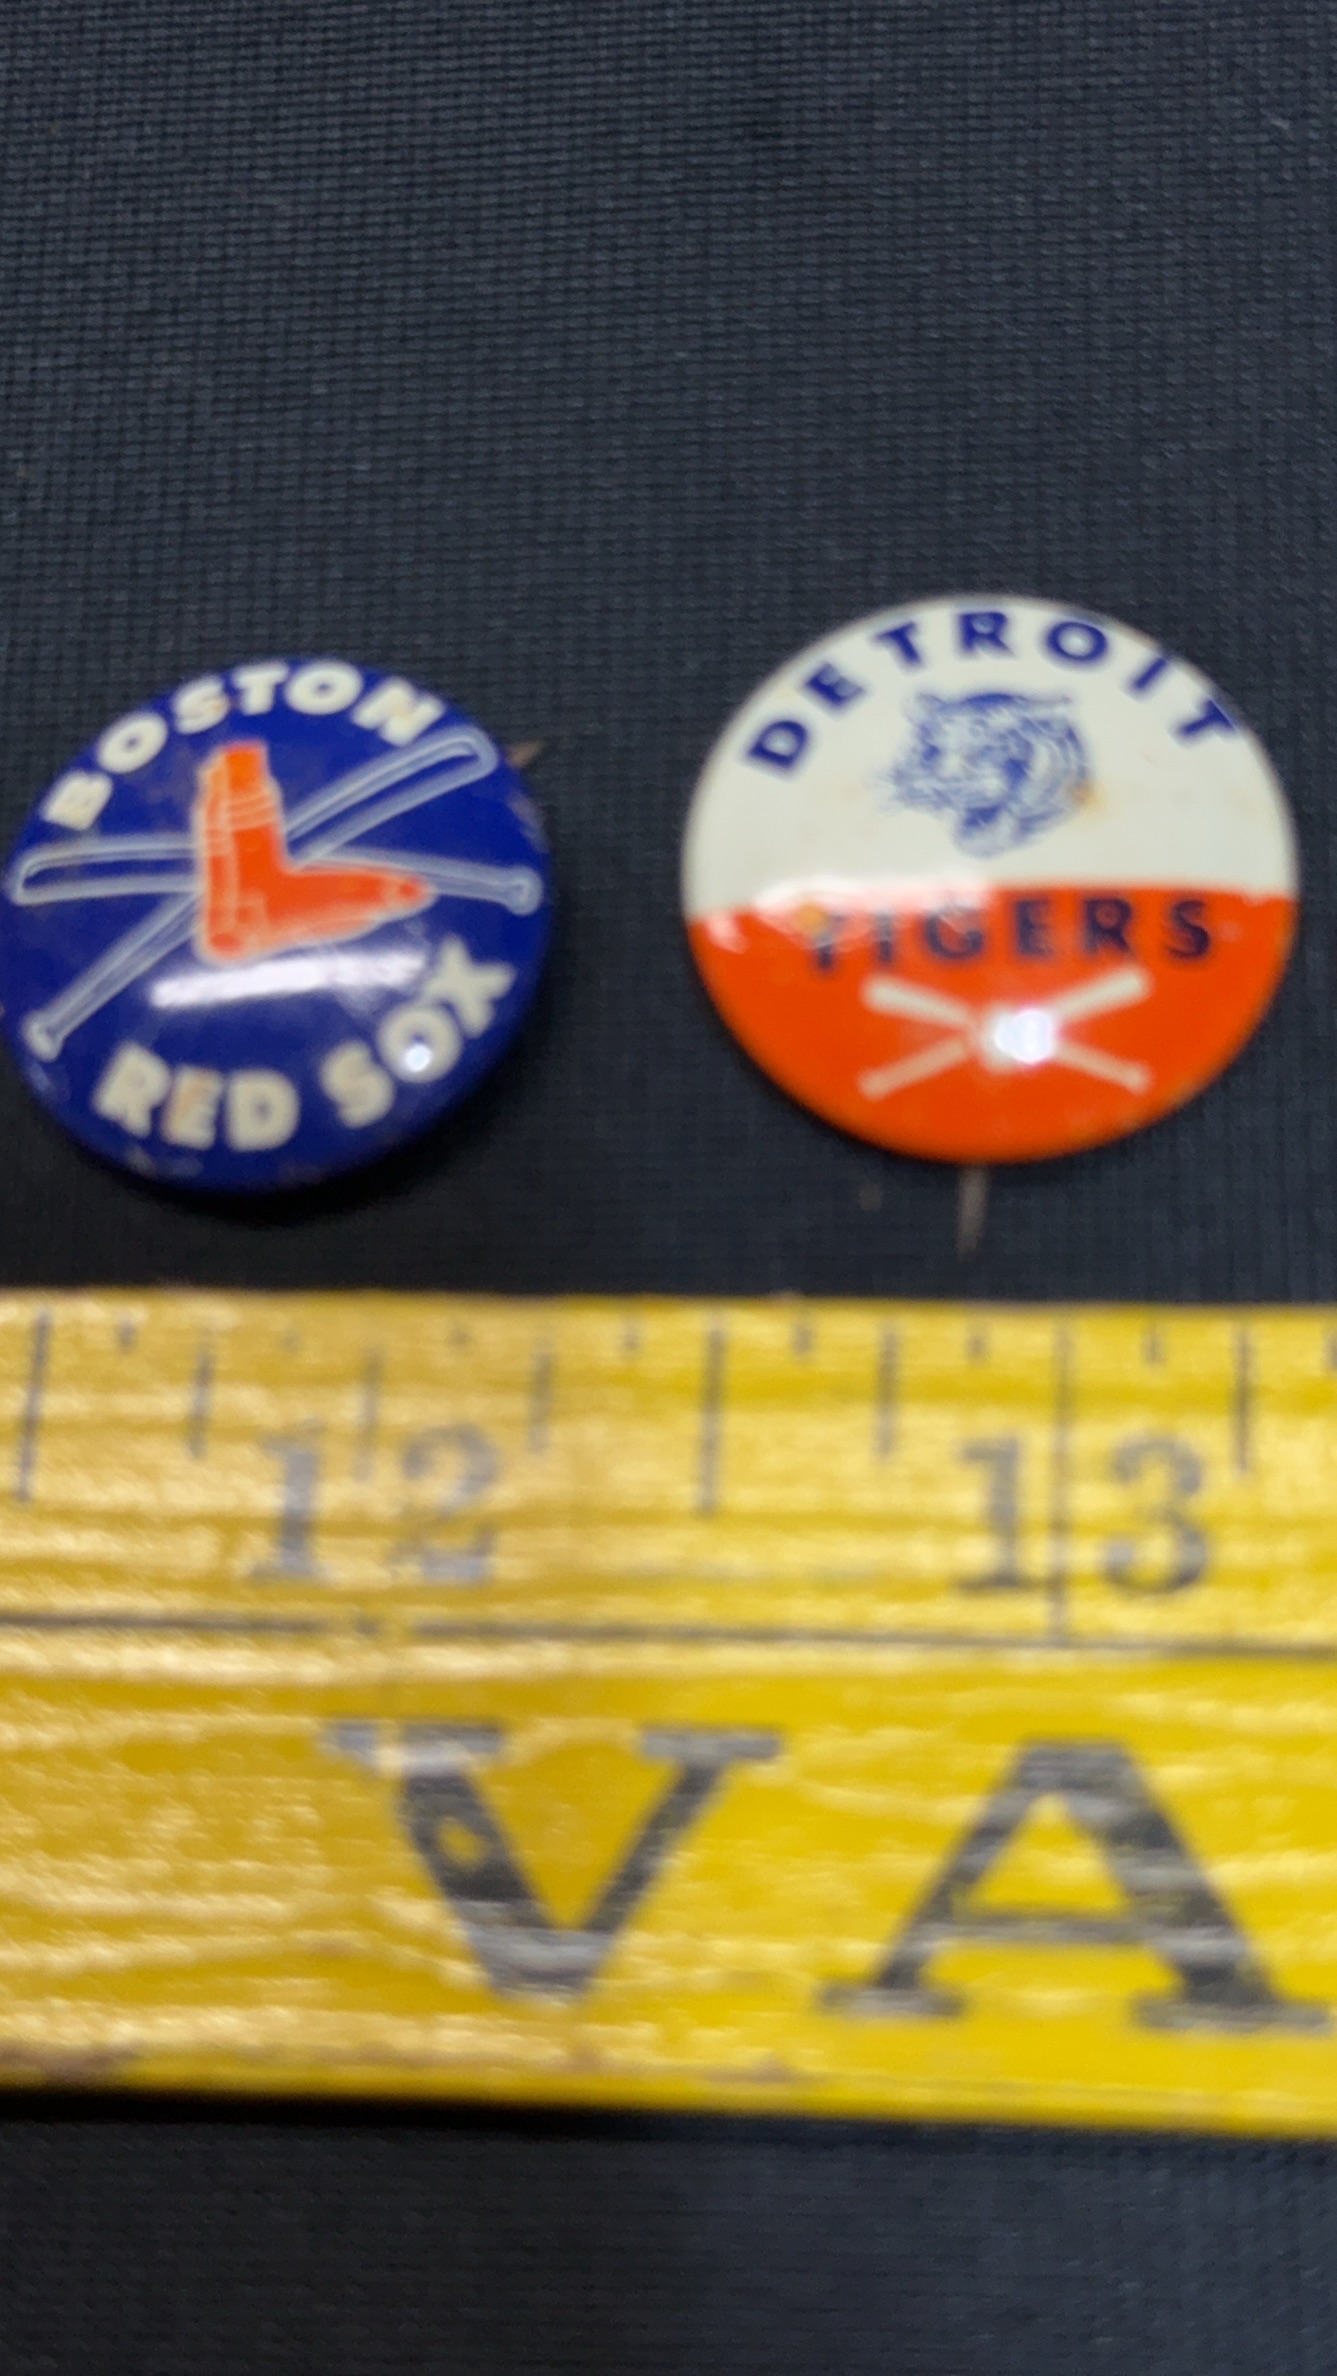 BOSTON
RED SOX
DETROIT
TIGERS
12 13
VA